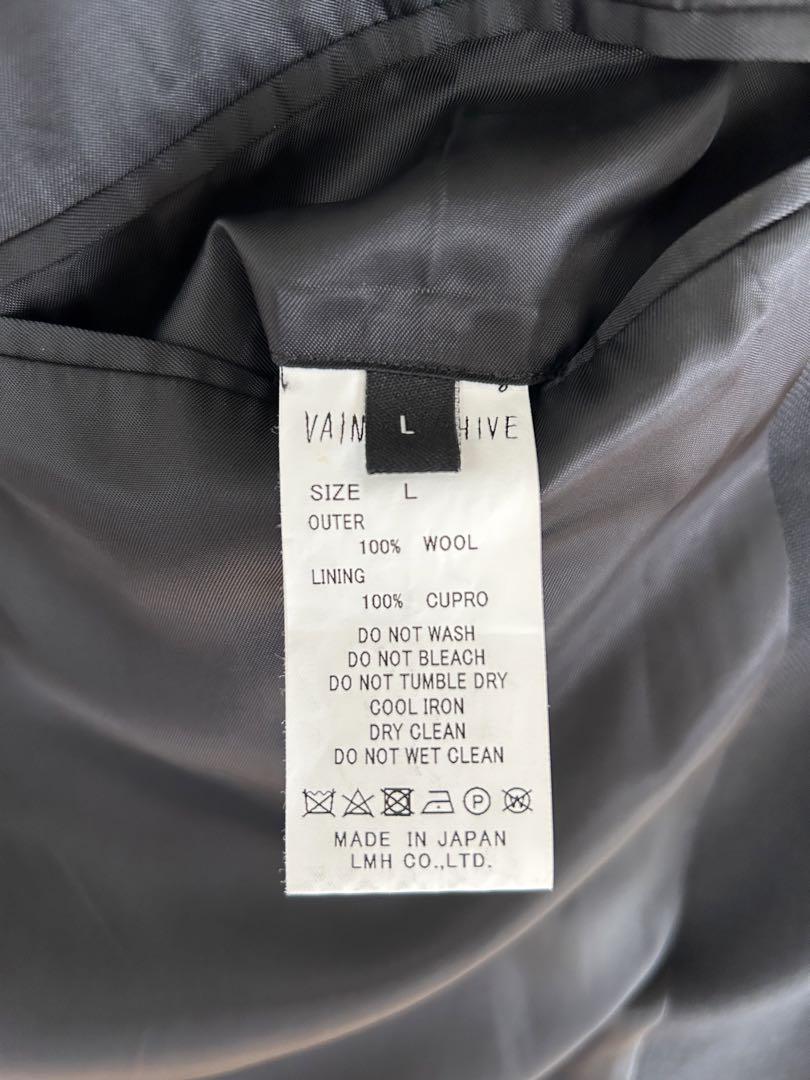 VAIN L HIVE
SIZE L
OUTER
100% WOOL
LINING
100% CUPRO
DO NOT WASH
DO NOT BLEACH
DO NOT TUMBLE DRY
COOL IRON
DRY CLEAN
DO NOT WET CLEAN
P W
MADE IN JAPAN
LMH CO.,LTD.